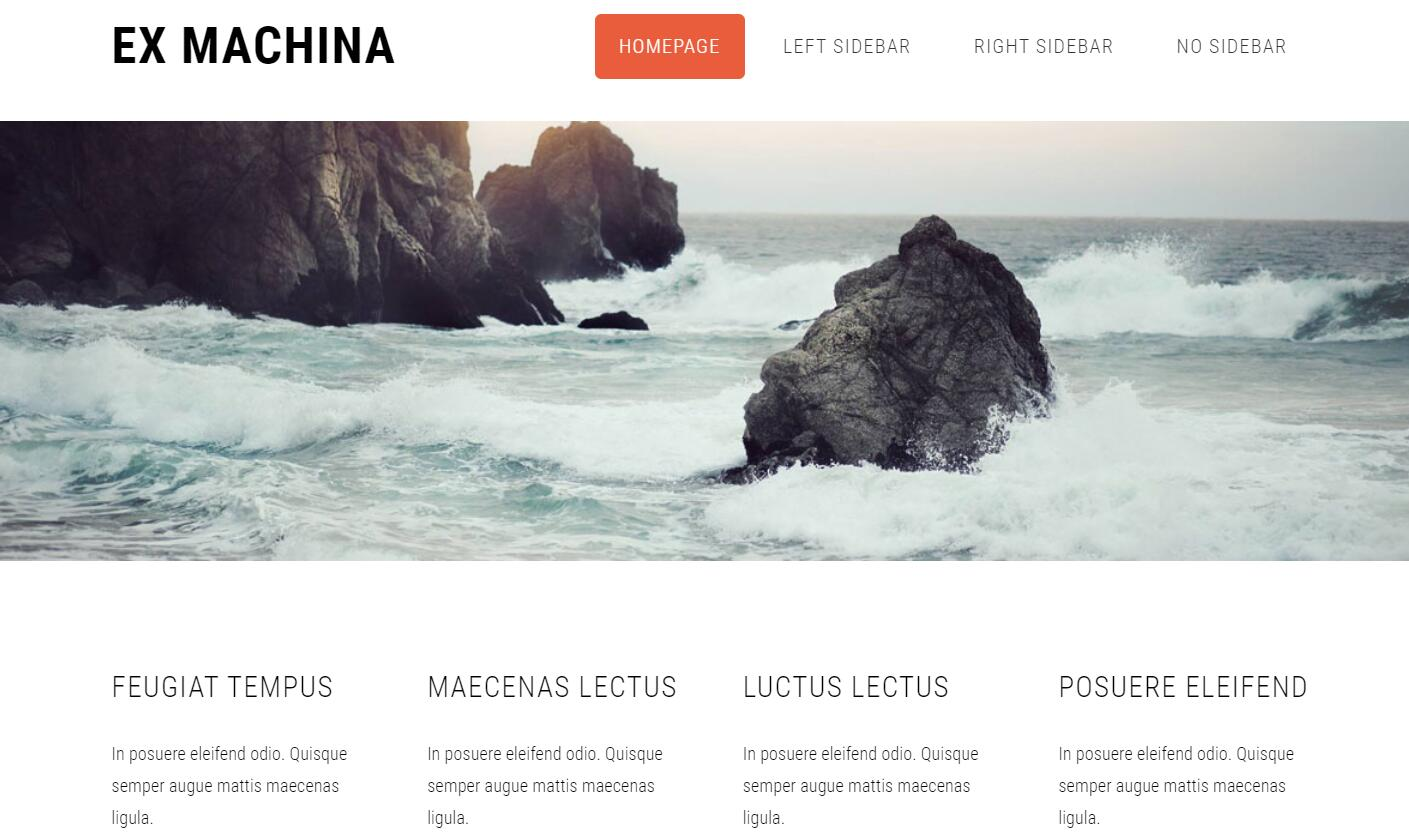 EX MACHINA
HOMEPAGE
LEFT SIDEBAR
RIGHT SIDEBAR
NO SIDEBAR
FEUGIAT TEMPUS
In posuere eleifend odio. Quisque
semper augue mattis maecenas
ligula.
MAECENAS LECTUS
In posuere eleifend odio. Quisque
semper augue mattis maecenas
ligula.
LUCTUS LECTUS
In posuere eleifend odio. Quisque
semper augue mattis maecenas
ligula.
POSUERE ELEIFEND
In posuere eleifend odio. Quisque
semper augue mattis maecenas
ligula.